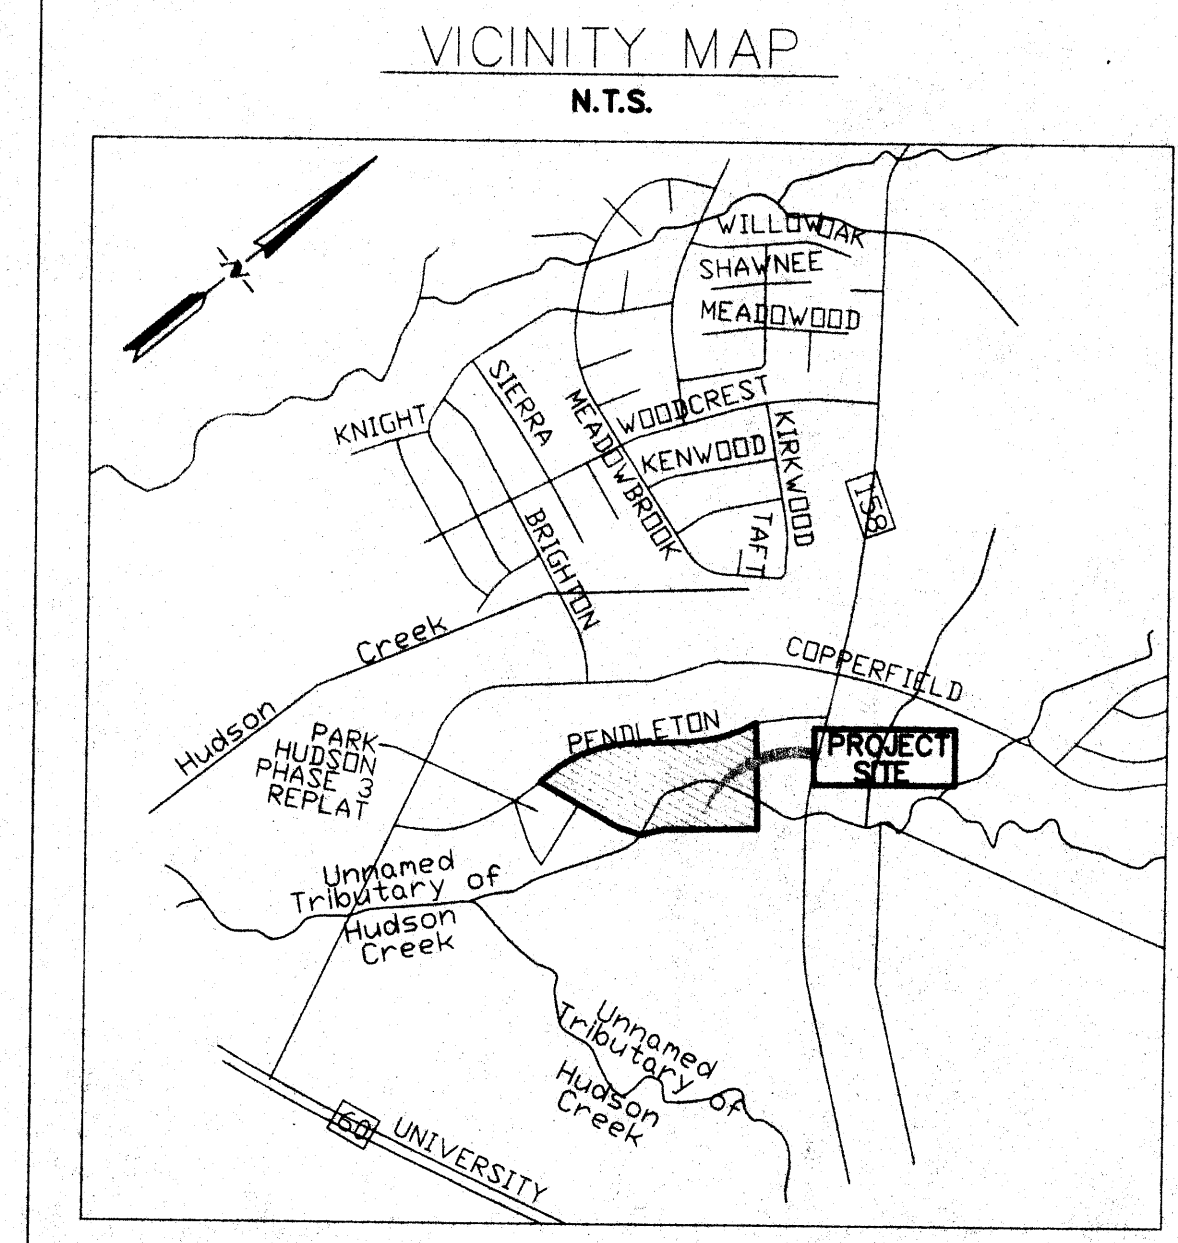 VICINITY MAP
N.T.S.
N
WILLOWOAK
SHAWNEE
MEADOWOOD
SIERRA
MEADOWBROOK
WOODCREST
KNIGHT
KENWOOD
KIRKWOOD
158
TAFT
BRIGHTON
Hudson Creek
COPPERFIELD
PENDLETON
PARK
HUDSON
PHASE 3
REPLAT
PROJECT
SITE
Unnamed
Tributary of
Hudson
Creek
Unnamed
Tributary of
Hudson
Creek
60
UNIVERSITY